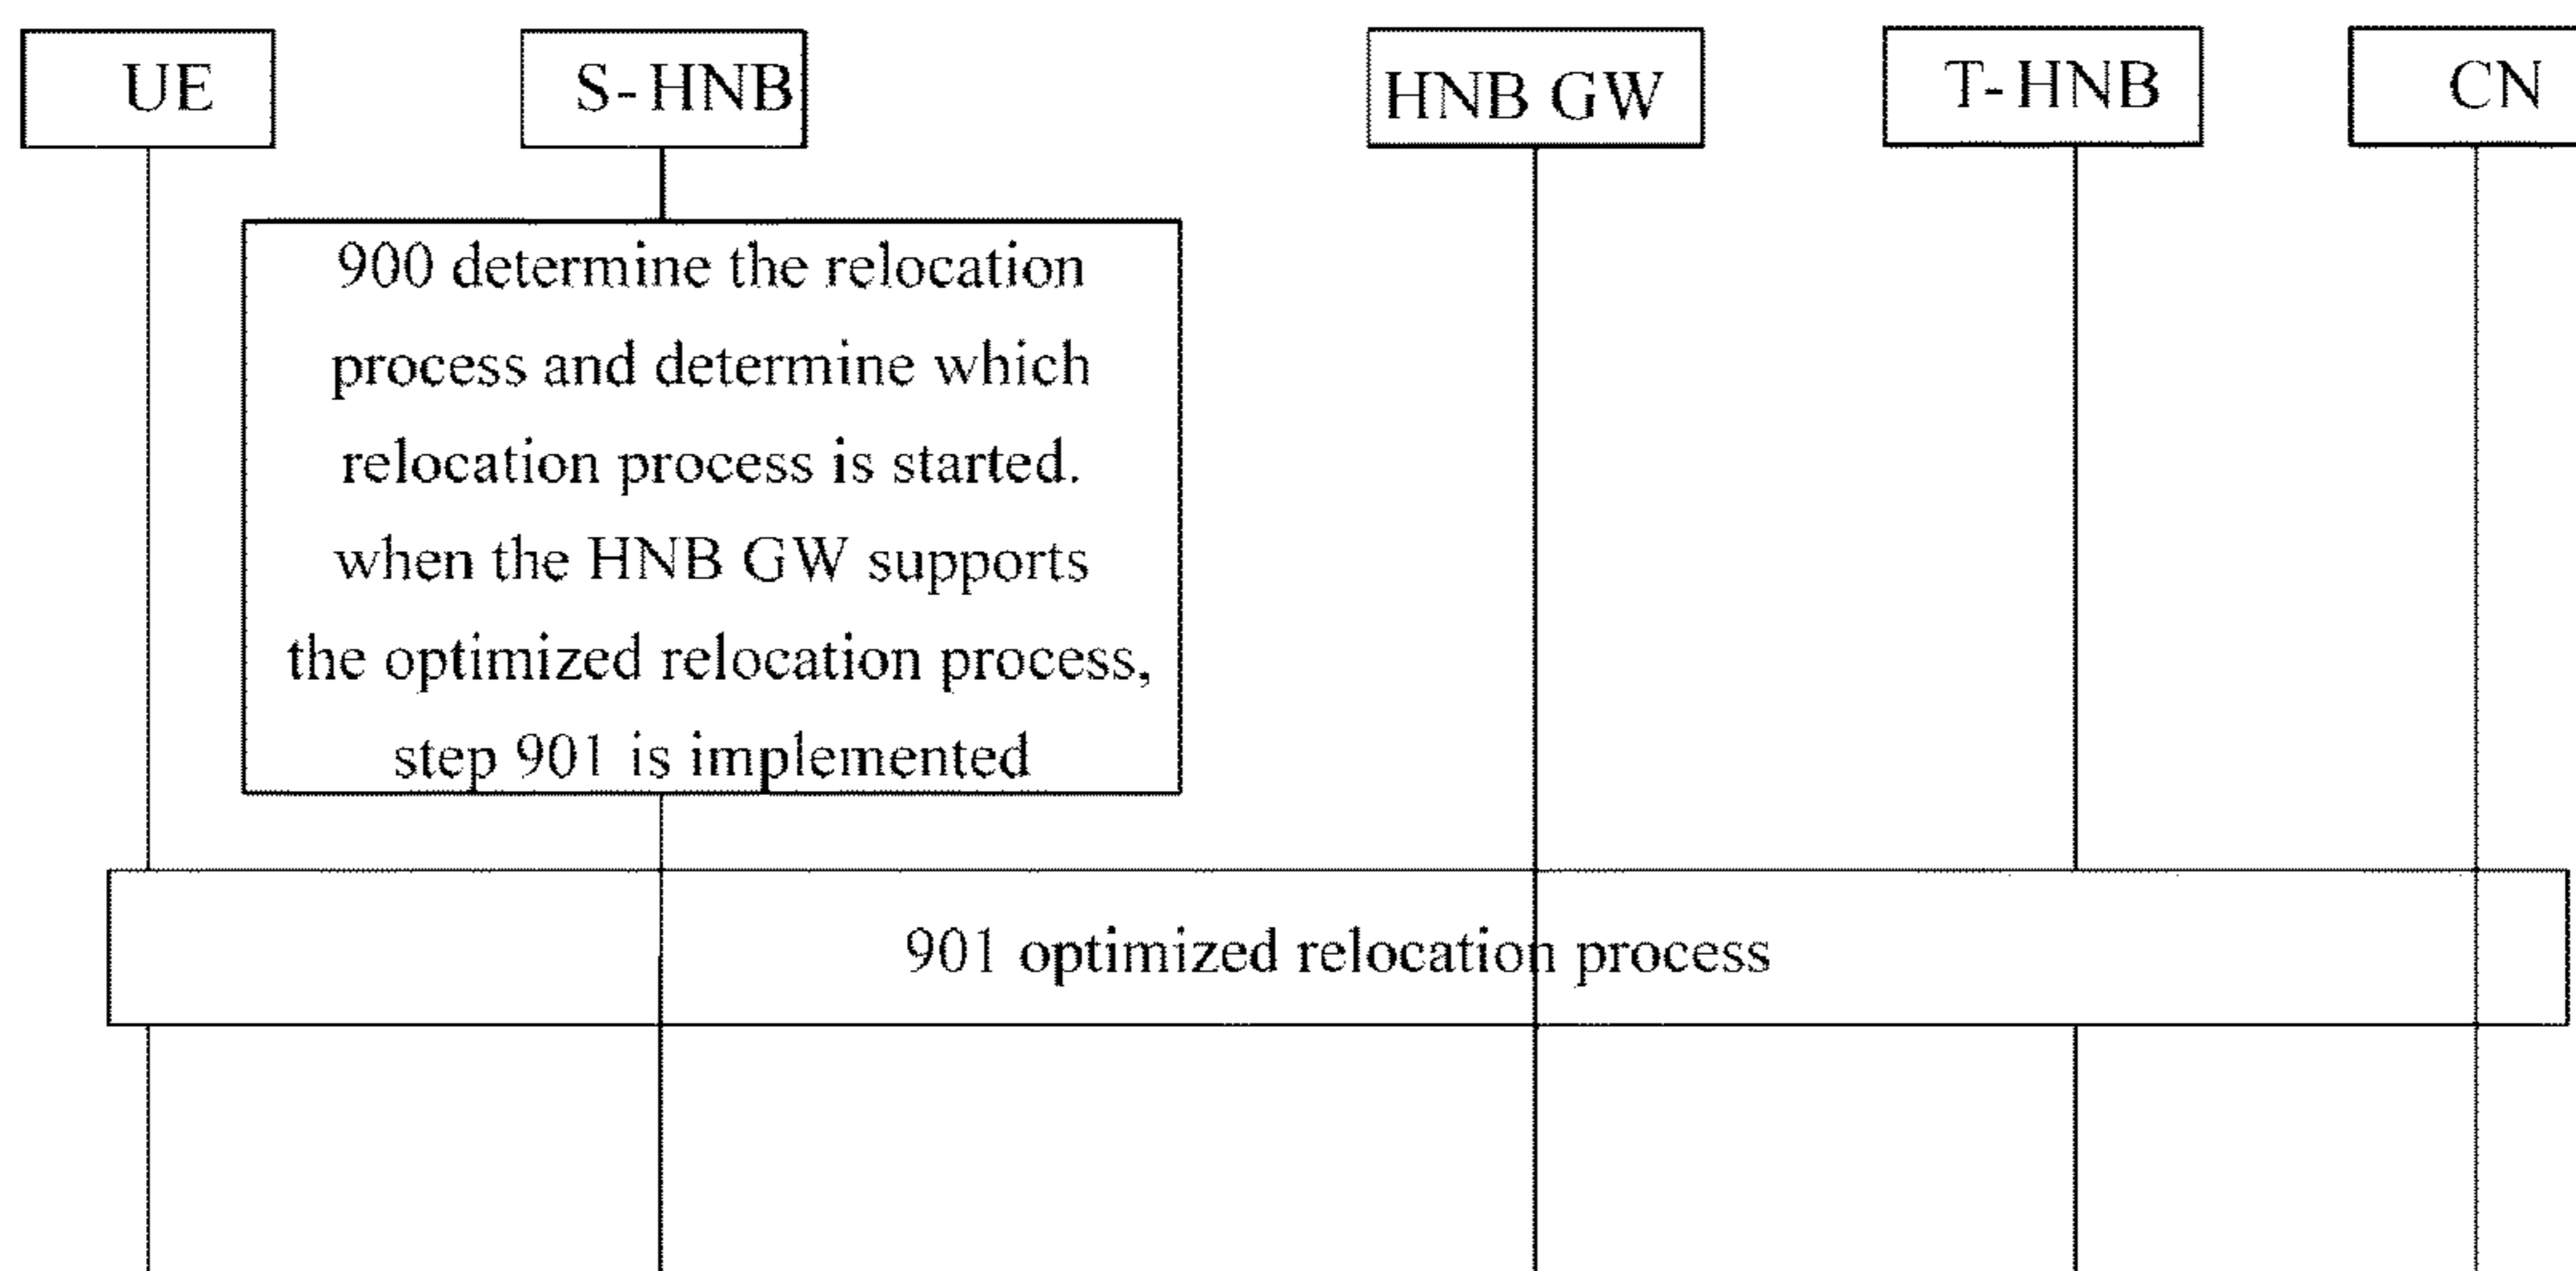 UE
S-HNB
HNB GW
T-HNB
CN
900 determine the relocation
process and determine which
relocation process is started.
when the HNB GW supports
the optimized relocation process,
step 901 is implemented
901 optimized relocation process